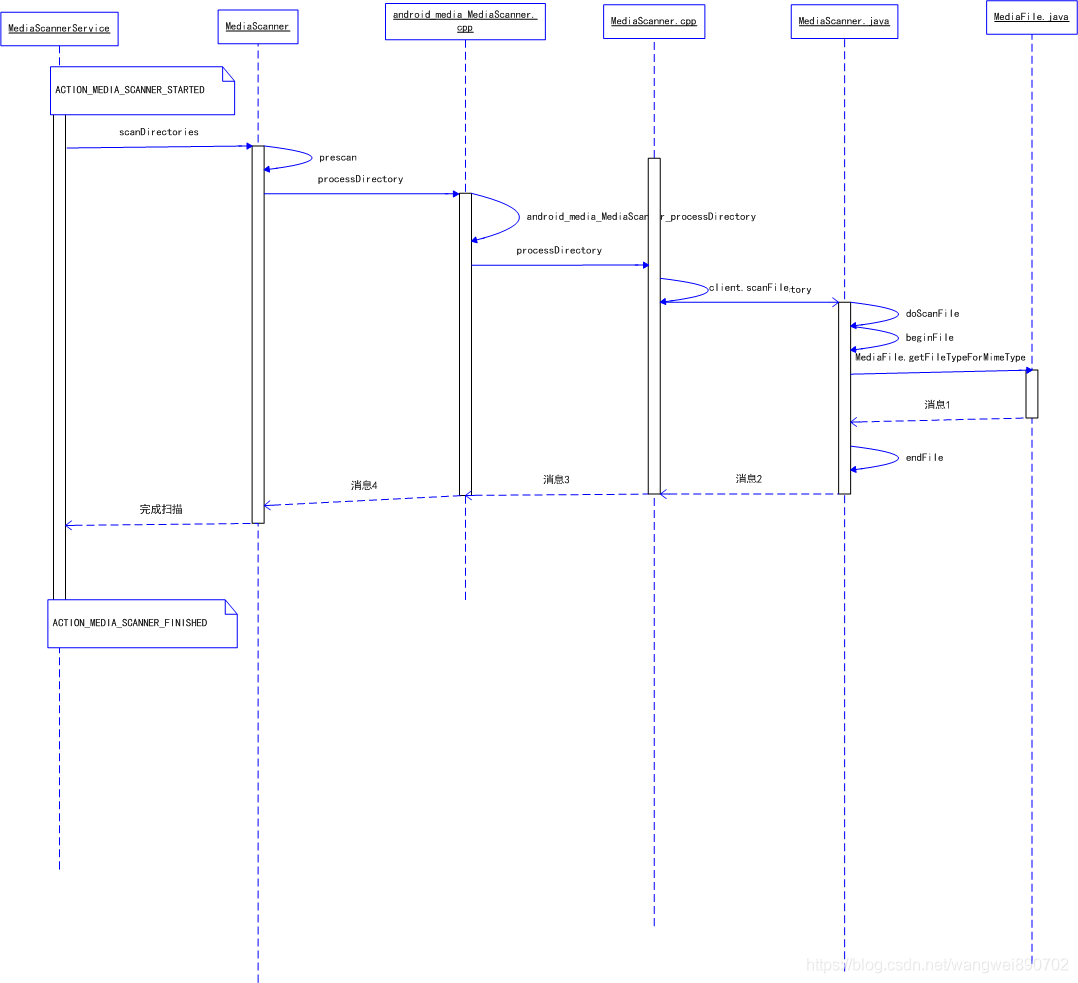 MediaScannerService
MediaScanner
android_media_MediaScanner.
cpp
MediaScanner.cpp
MediaScanner.java
MediaFile.java
ACTION_MEDIA_SCANNER_STARTED
scanDirectories
prescan
processDirectory
android_media_MediaScanner_processDirectory
processDirectory
client.scanFile
tory
doScanFile
beginFile
MediaFile.getFileTypeForMimeType
消息1
endFile
消息2
消息3
消息4
完成扫描
ACTION_MEDIA_SCANNER_FINISHED
https://blog.csdn.net/wangwei890702